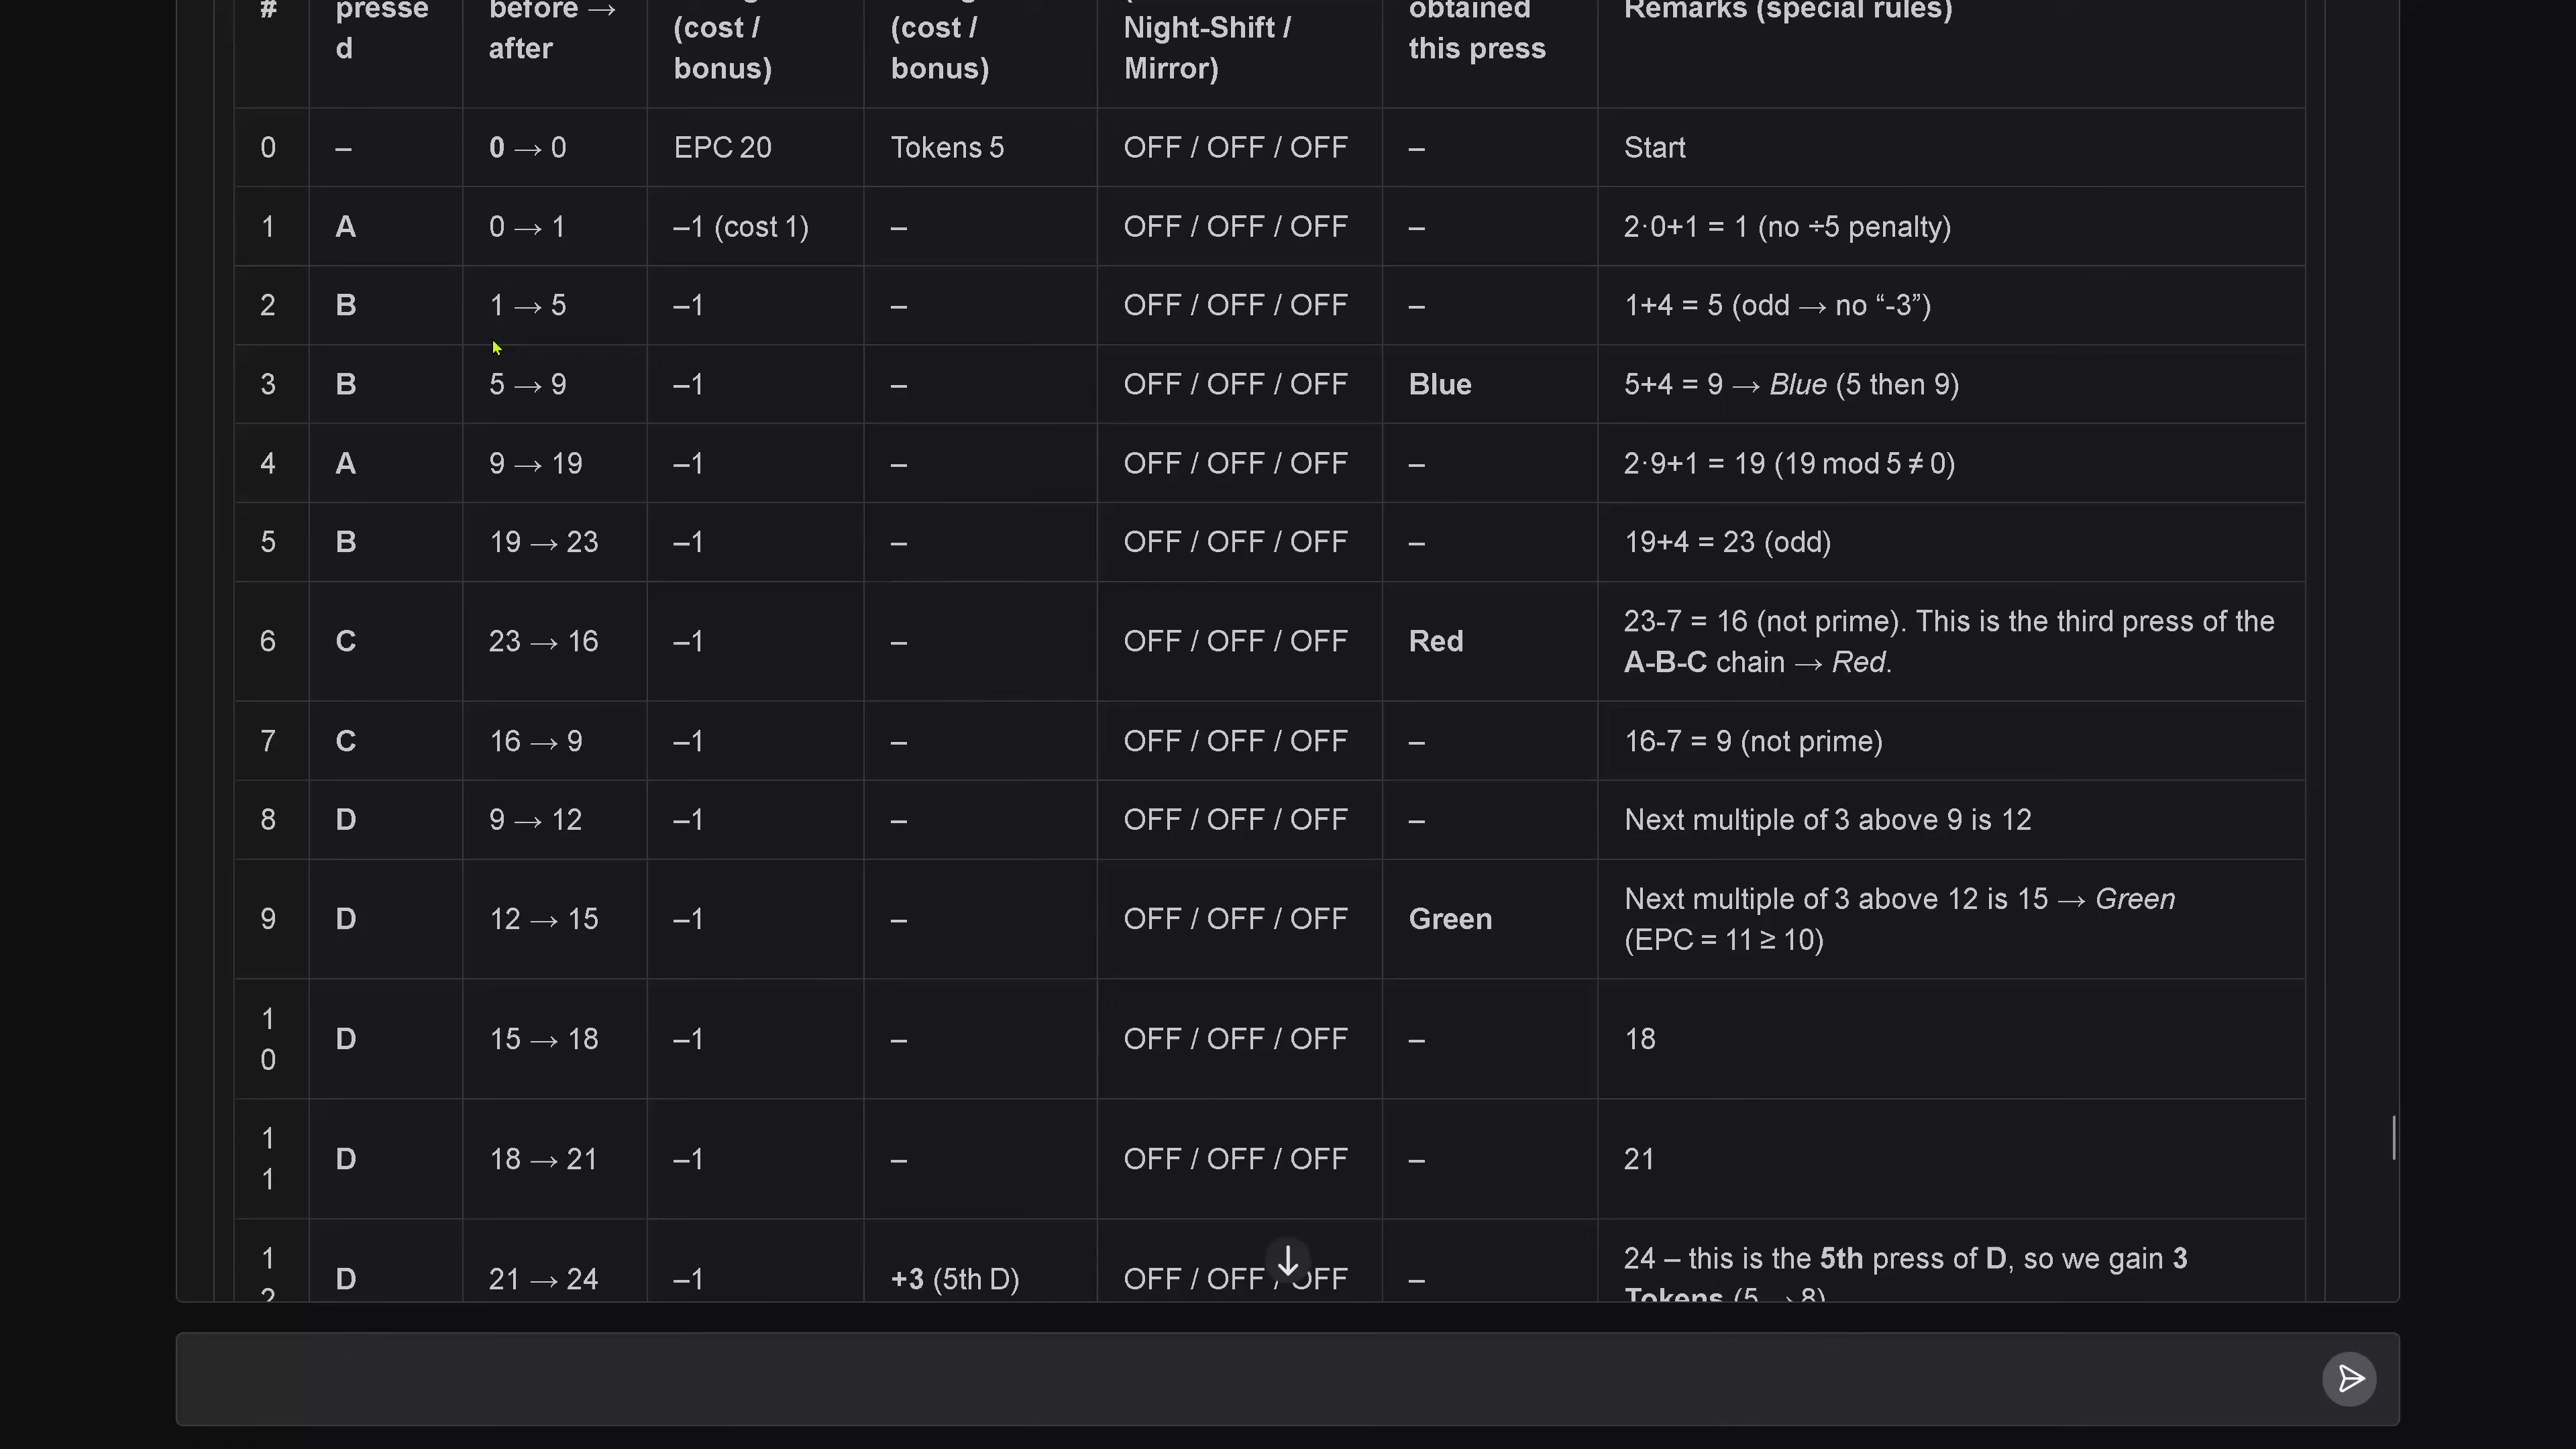 # presse before → obtained Remarks (special rules)
d after (cost / (cost / Night-Shift / this press
bonus) bonus) Mirror)
0 – 0 → 0 EPC 20 Tokens 5 OFF / OFF / OFF – Start
1 A 0 → 1 –1 (cost 1) – OFF / OFF / OFF – 2·0+1 = 1 (no ÷5 penalty)
2 B 1 → 5 –1 – OFF / OFF / OFF – 1+4 = 5 (odd → no “-3”)
3 B 5 → 9 –1 – OFF / OFF / OFF Blue 5+4 = 9 → Blue (5 then 9)
4 A 9 → 19 –1 – OFF / OFF / OFF – 2·9+1 = 19 (19 mod 5 ≠ 0)
5 B 19 → 23 –1 – OFF / OFF / OFF – 19+4 = 23 (odd)
6 C 23 → 16 –1 – OFF / OFF / OFF Red 23-7 = 16 (not prime). This is the third press of the
A-B-C chain → Red.
7 C 16 → 9 –1 – OFF / OFF / OFF – 16-7 = 9 (not prime)
8 D 9 → 12 –1 – OFF / OFF / OFF – Next multiple of 3 above 9 is 12
9 D 12 → 15 –1 – OFF / OFF / OFF Green Next multiple of 3 above 12 is 15 → Green
(EPC = 11 ≥ 10)
10 D 15 → 18 –1 – OFF / OFF / OFF – 18
11 D 18 → 21 –1 – OFF / OFF / OFF – 21
12 D 21 → 24 –1 +3 (5th D) OFF / OFF / OFF – 24 – this is the 5th press of D, so we gain 3
Tokens (5 → 8)